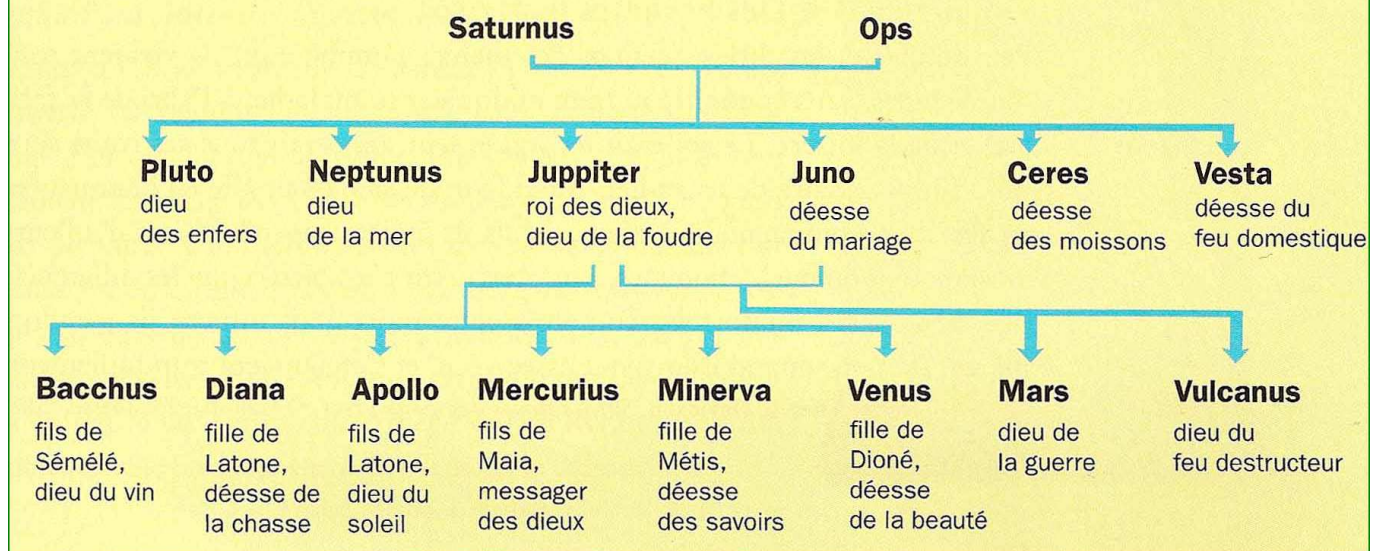 Saturnus
Ops
Pluto
dieu
des enfers
Neptunus
dieu
de la mer
Juppiter
roi des dieux,
dieu de la foudre
Juno
déesse
du mariage
Ceres
déesse
des moissons
Vesta
déesse du
feu domestique
Bacchus
fils de
Sémélé,
dieu du vin
Diana
fille de
Latone,
déesse de
la chasse
Apollo
fils de
Latone,
dieu du
soleil
Mercurius
fils de
Maia,
messager
des dieux
Minerva
fille de
Métis,
déesse
des savoirs
Venus
fille de
Dioné,
déesse
de la beauté
Mars
dieu de
la guerre
Vulcanus
dieu du
feu destructeur